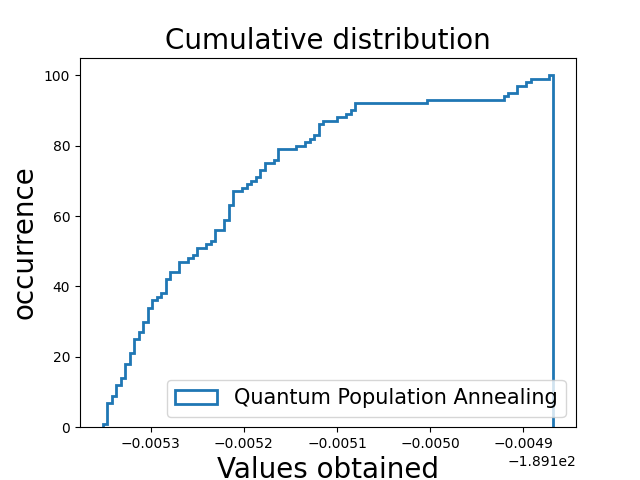 Cumulative distribution
occurrence
100
80
60
40
20
0
Quantum Population Annealing
−0.0053 −0.0052 −0.0051 −0.0050 −0.0049
−1.891e2
Values obtained